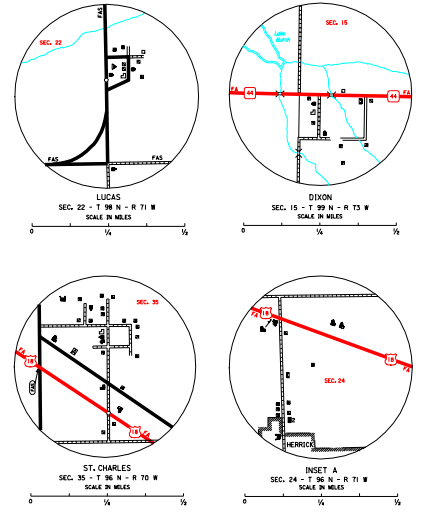 FAS
SEC. 22
FAS
FAS
LUCAS
SEC. 22 - T 98 N - R 71 W
SCALE IN MILES
0 1/4 1/2
SEC. 15
FA 44 44 FA
DIXON
SEC. 15 - T 99 N - R 73 W
SCALE IN MILES
0 1/4 1/2
SEC. 35
FA 18
FAS
18 FA
ST. CHARLES
SEC. 35 - T 96 N - R 70 W
SCALE IN MILES
0 1/4 1/2
FA 18
18 FA
SEC. 24
HERRICK
INSET A
SEC. 24 - T 96 N - R 71 W
SCALE IN MILES
0 1/4 1/2